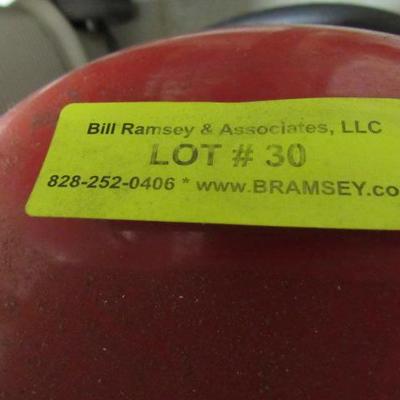 Bill Ramsey & Associates, LLC
LOT # 30
828-252-0406 * www.BRAMSEY.co